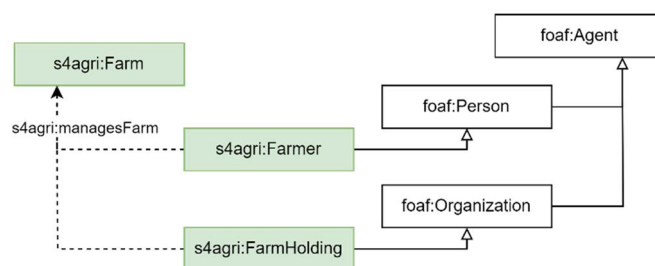 foaf:Agent
s4agri:Farm
foaf:Person
s4agri:managesFarm
s4agri:Farmer
foaf:Organization
s4agri:FarmHolding